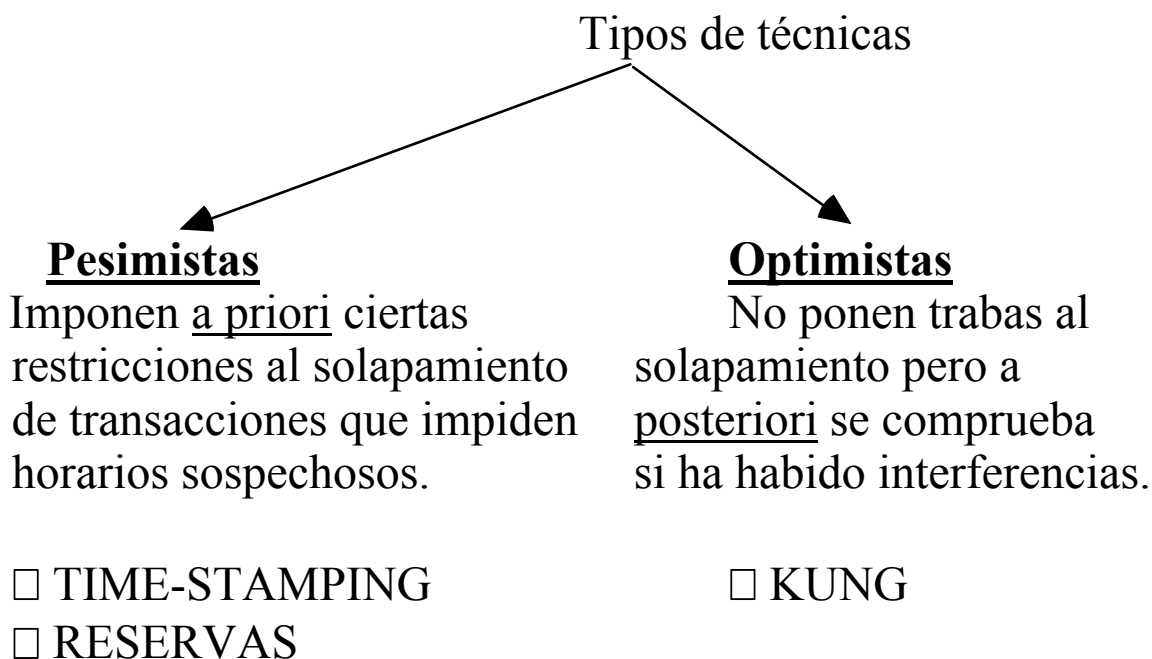 Tipos de técnicas
Pesimistas
Imponen a priori ciertas
restricciones al solapamiento
de transacciones que impiden
horarios sospechosos.
□ TIME-STAMPING
□ RESERVAS
Optimistas
No ponen trabas al
solapamiento pero a
posteriori se comprueba
si ha habido interferencias.
□ KUNG